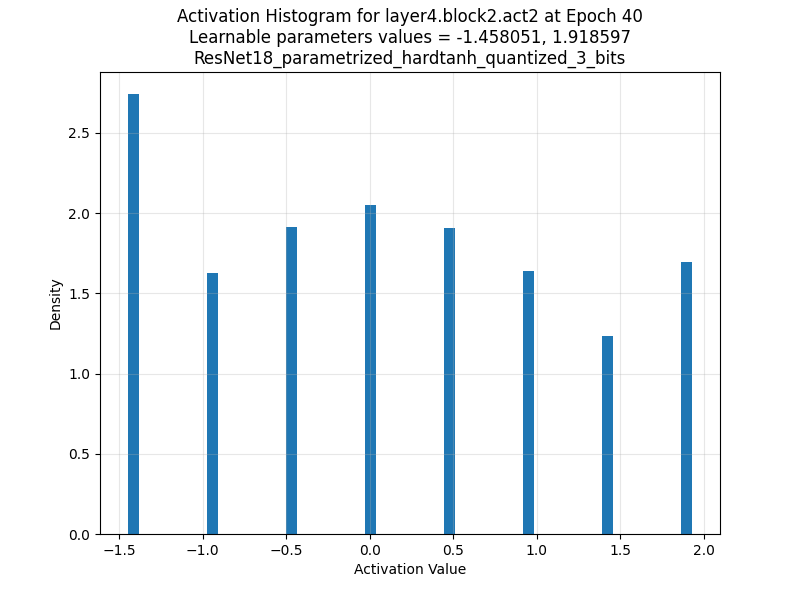 Activation Histogram for layer4.block2.act2 at Epoch 40
Learnable parameters values = -1.458051, 1.918597
ResNet18_parametrized_hardtanh_quantized_3_bits
Density
2.5
2.0
1.5
1.0
0.5
0.0
−1.5 −1.0 −0.5 0.0 0.5 1.0 1.5 2.0
Activation Value